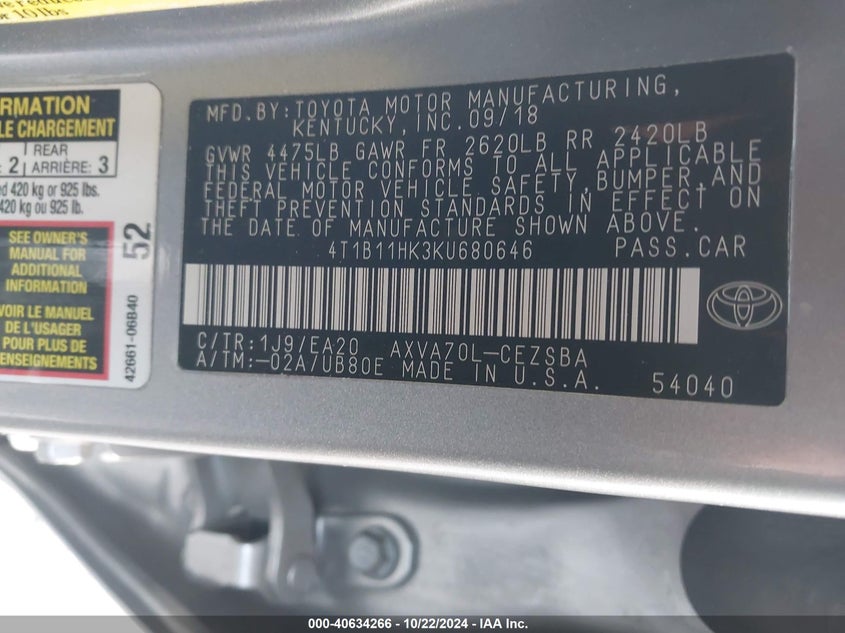 or 10 lbs
RMATION
LE CHARGEMENT
REAR
: 2 | ARRIÈRE: 3
d 420 kg or 925 lbs.
420 kg ou 925 lb.
SEE OWNER'S
MANUAL FOR
ADDITIONAL
INFORMATION
VOIR LE MANUEL
DE L'USAGER
POUR PLUS DE
RENSEIGNEMENTS
52
42661-06B40
MFD.BY:TOYOTA MOTOR MANUFACTURING,
KENTUCKY,INC.09/18
GVWR 4475LB GAWR FR 2620LB RR 2420LB
THIS VEHICLE CONFORMS TO ALL APPLICABLE
FEDERAL MOTOR VEHICLE SAFETY,BUMPER,AND
THEFT PREVENTION STANDARDS IN EFFECT ON
THE DATE OF MANUFACTURE SHOWN ABOVE.
4T1B11HK3KU680646 PASS.CAR
C/TR:1J9/EA20 AXVA70L-CEZSBA
A/TM:-02A/UB80E MADE IN U.S.A. 54040
000-40634266 - 10/22/2024 - IAA Inc.